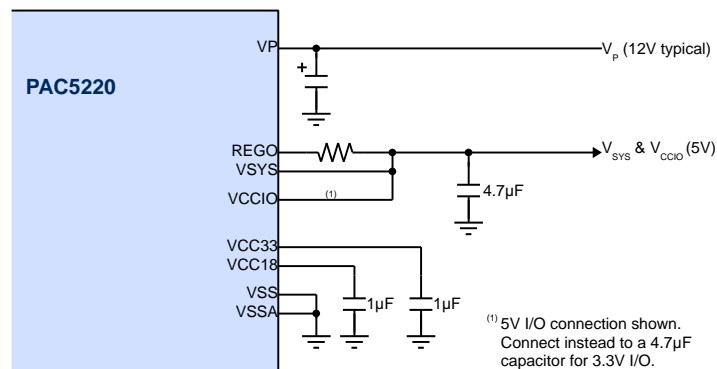 VP
V_P (12V typical)
+
PAC5220
REGO
VSYS
V_SYS & V_CCIO (5V)
VCCIO
(1)
4.7µF
VCC33
VCC18
VSS
VSSA
1µF
1µF
(1) 5V I/O connection shown.
Connect instead to a 4.7µF
capacitor for 3.3V I/O.